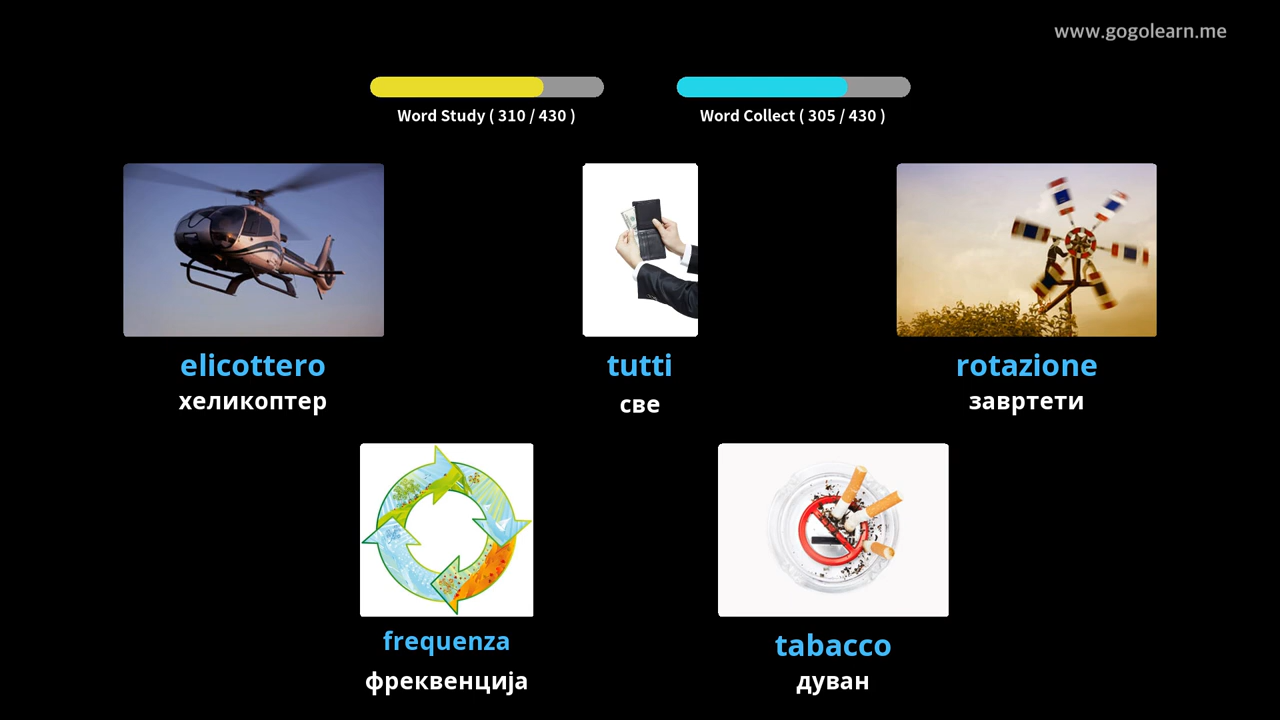 www.gogolearn.me
Word Study ( 310 / 430 )
Word Collect ( 305 / 430 )
elicottero
хеликоптер
tutti
све
rotazione
завртети
frequenza
фреквенција
tabacco
дуван